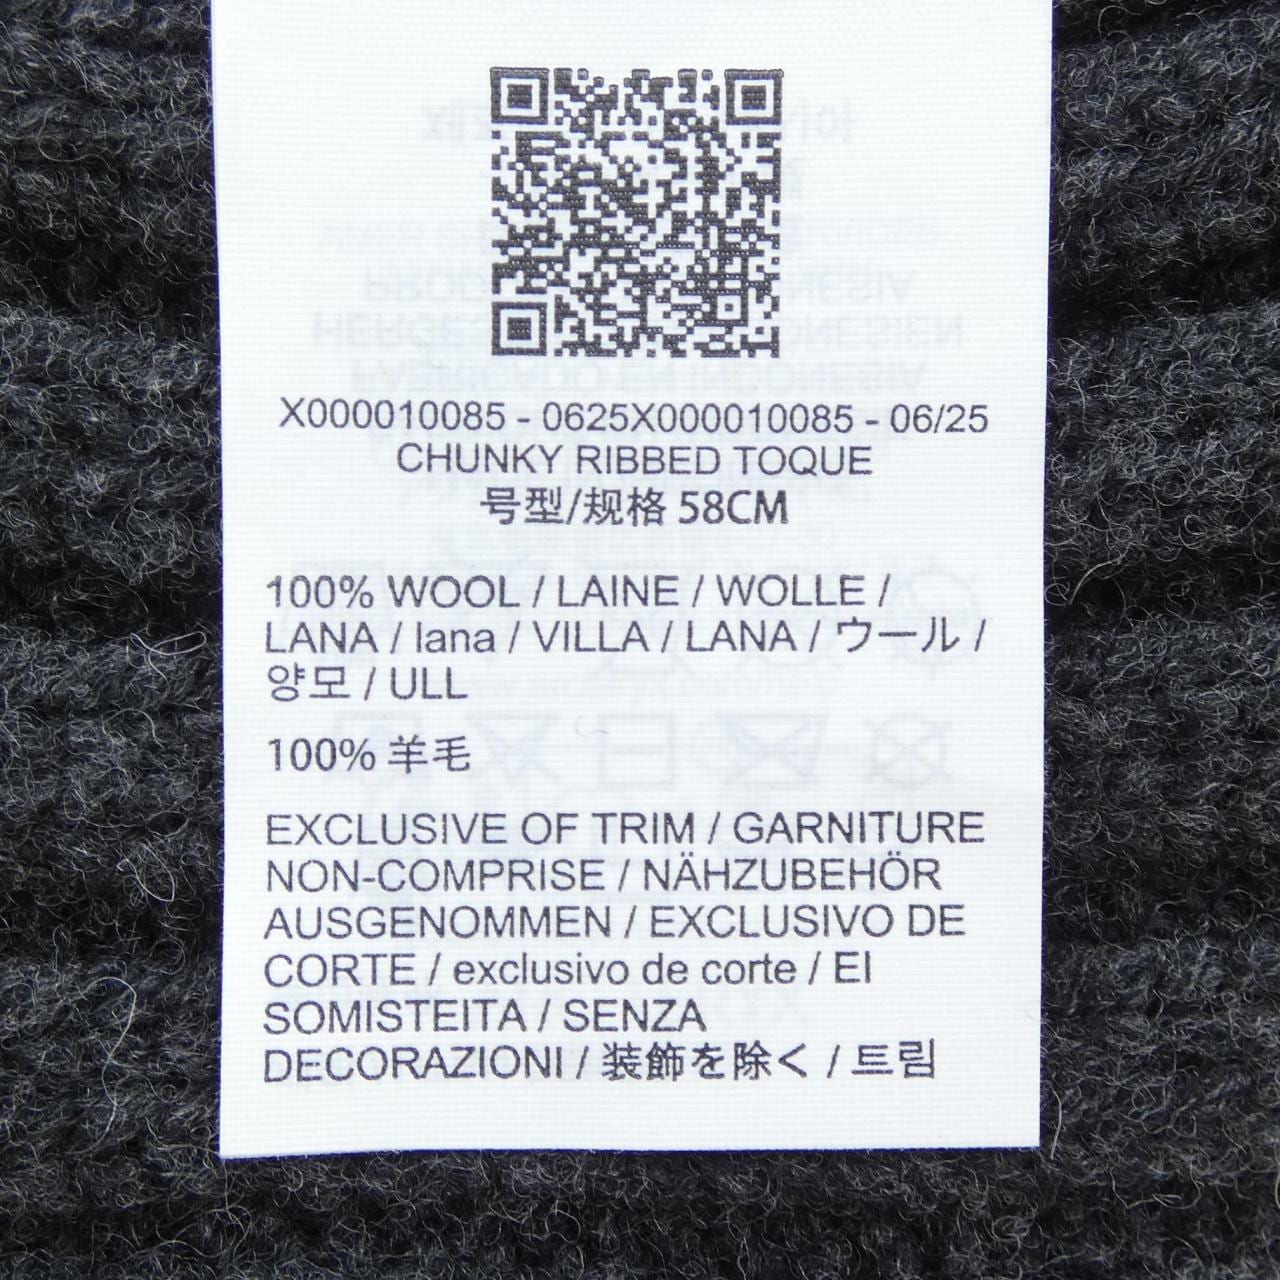 X000010085 - 0625X000010085 - 06/25
CHUNKY RIBBED TOQUE
号型/规格 58CM
100% WOOL / LAINE / WOLLE /
LANA / lana / VILLA / LANA / ウール /
양모 / ULL
100% 羊毛
EXCLUSIVE OF TRIM / GARNITURE
NON-COMPRISE / NÄHZUBEHÖR
AUSGENOMMEN / EXCLUSIVO DE
CORTE / exclusivo de corte / EI
SOMISTEITA / SENZA
DECORAZIONI / 装飾を除く / 트림